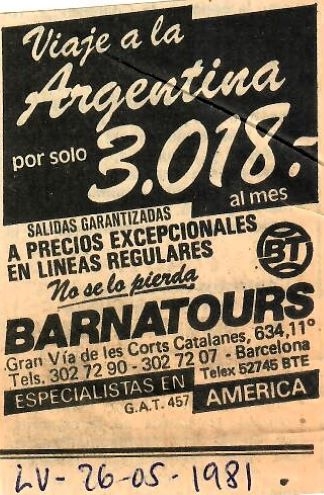 Viaje a la
Argentina
por solo 3.018.-
al mes
SALIDAS GARANTIZADAS
A PRECIOS EXCEPCIONALES
EN LINEAS REGULARES
BT
No se lo pierda
BARNATOURS
Gran Vía de les Corts Catalanes, 634, 11º
Tels. 302 72 90 - 302 72 07 - Barcelona
Telex 52745 BTE
ESPECIALISTAS EN AMERICA
G.A.T. 457
LV- 26-05-1981